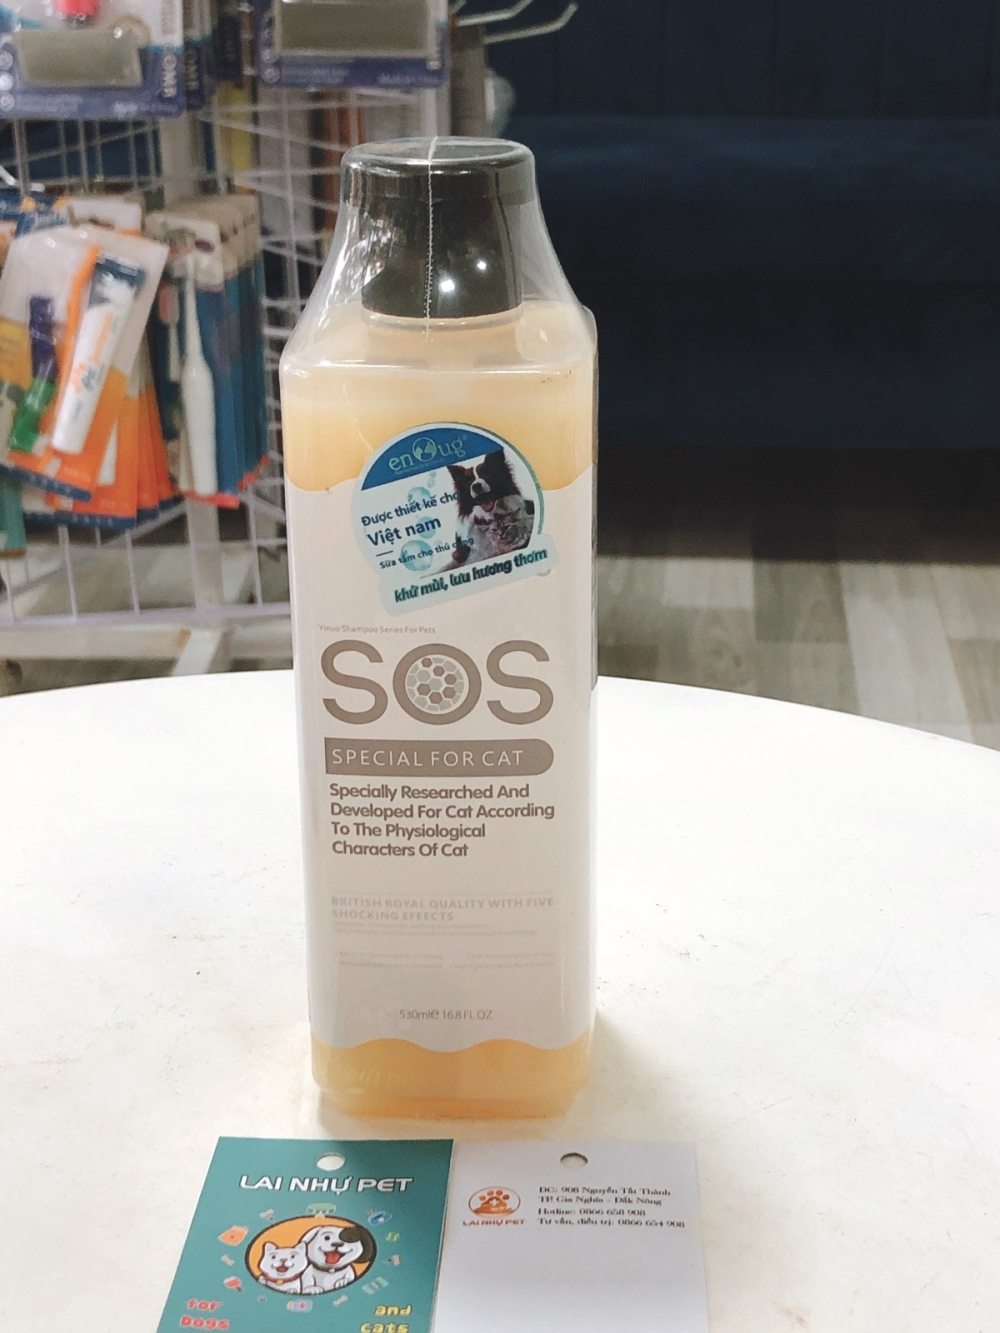 enOug
Được thiết kế cho
Việt nam
Sữa tắm cho thú cưng
khử mùi, lưu hương thơm
Yinuo Shampoo Series For Pets
SOS
SPECIAL FOR CAT
Specially Researched And
Developed For Cat According
To The Physiological
Characters Of Cat
BRITISH ROYAL QUALITY WITH FIVE
SHOCKING EFFECTS
530ml℮ 16.8 FL OZ
LAI NHƯ PET
for
Dogs
and
cats
LAI NHƯ PET
ĐC: 908 Nguyễn Tất Thành
TP. Gia Nghĩa - Đắk Nông
Hotline: 0866 658 908
Tư vấn, điều trị: 0866 654 908